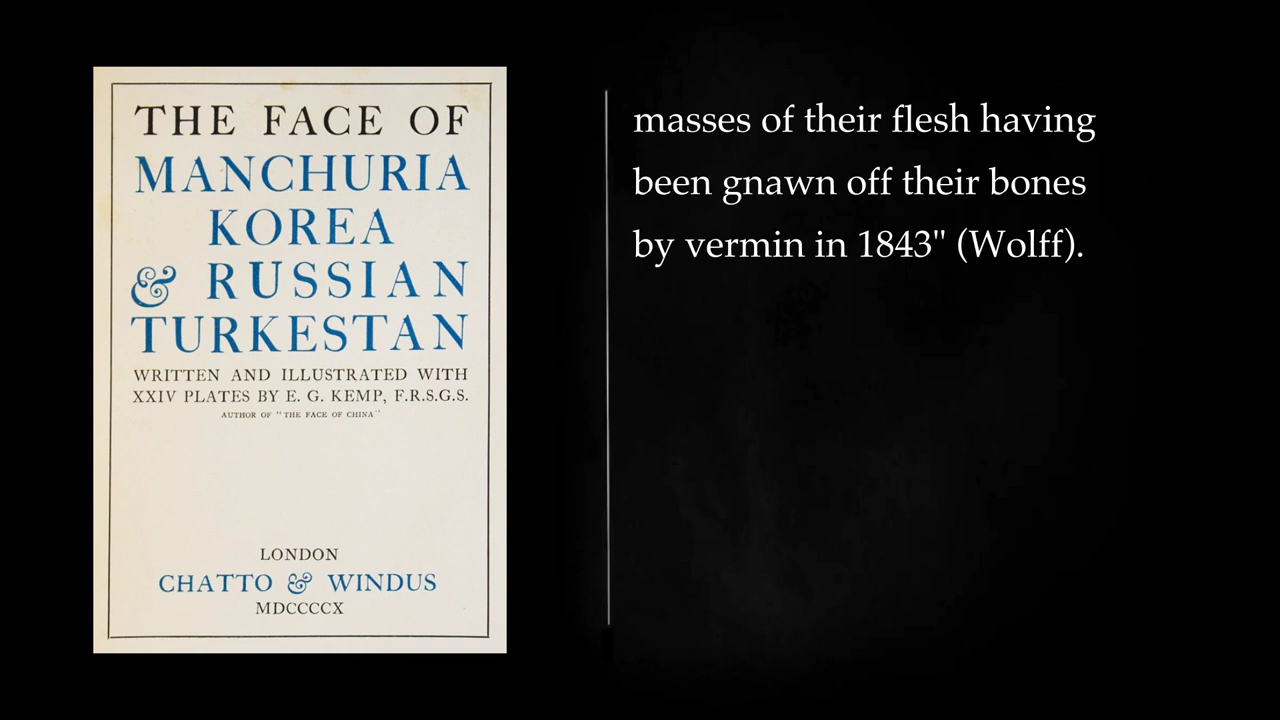 THE FACE OF
MANCHURIA
KOREA
& RUSSIAN
TURKESTAN
WRITTEN AND ILLUSTRATED WITH
XXIV PLATES BY E. G. KEMP, F.R.S.G.S.
AUTHOR OF "THE FACE OF CHINA"
LONDON
CHATTO & WINDUS
MDCCCCX
masses of their flesh having
been gnawn off their bones
by vermin in 1843" (Wolff).